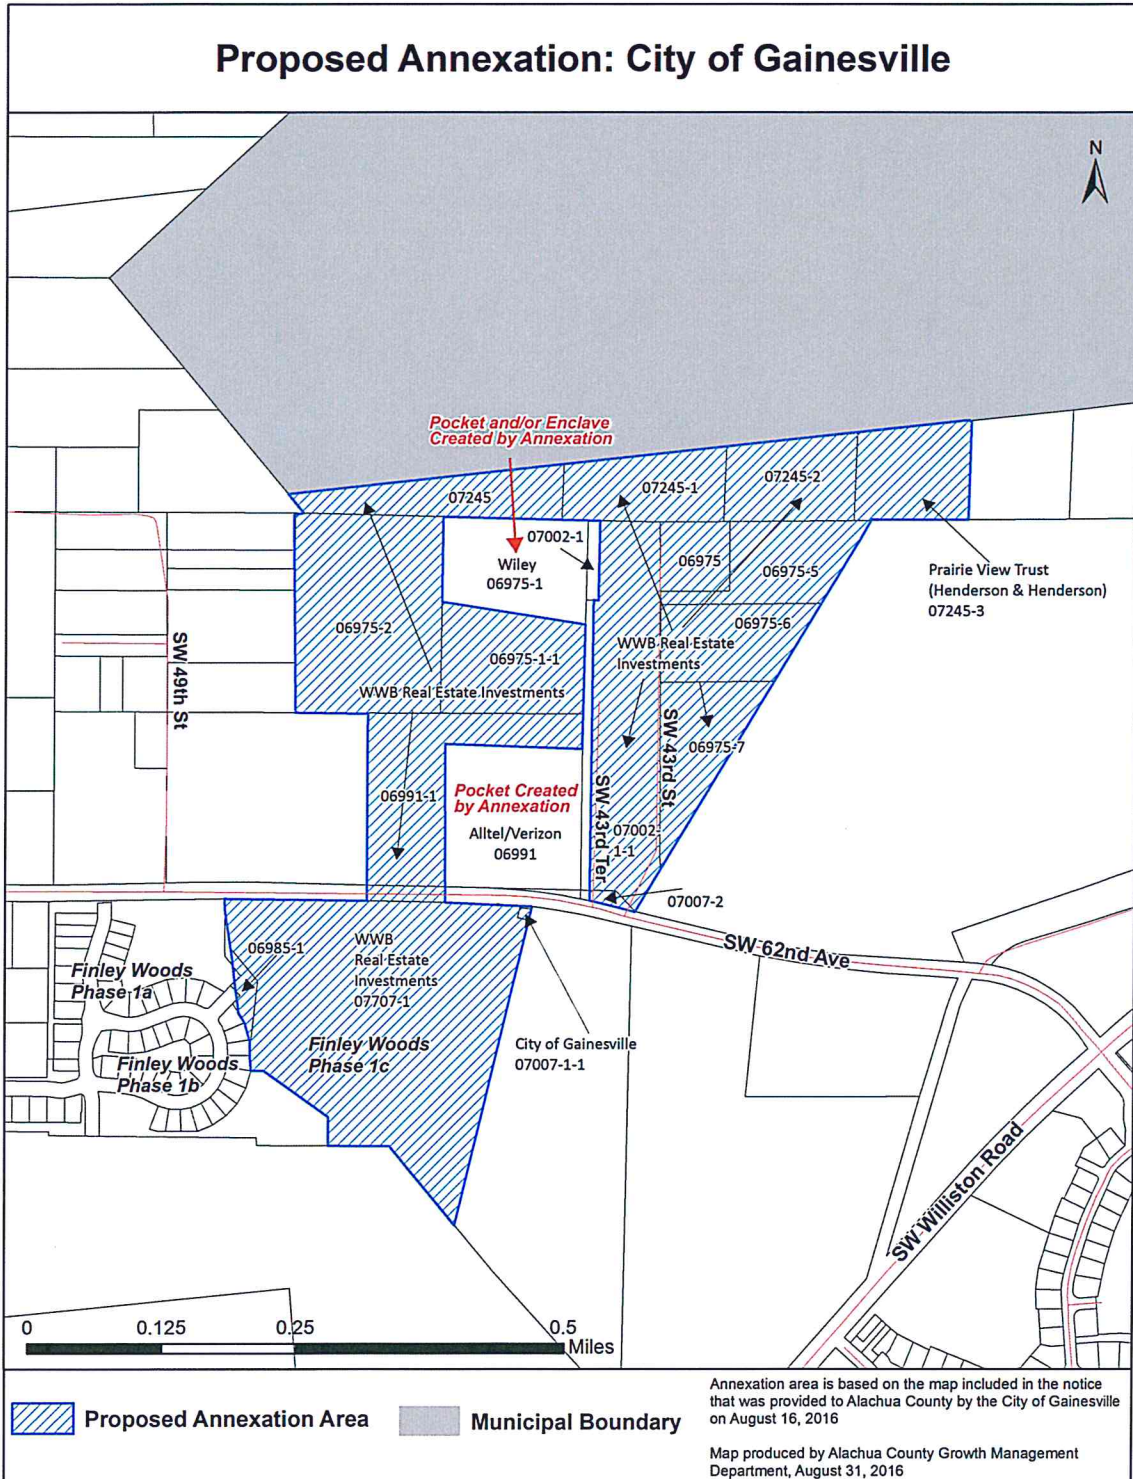 Proposed Annexation: City of Gainesville
N
Pocket and/or Enclave
Created by Annexation
07245
07245-1
07245-2
07002-1
Wiley
06975-1
06975
06975-5
Prairie View Trust
(Henderson & Henderson)
07245-3
06975-2
06975-6
SW 49th St
06975-1-1
WWB Real Estate
Investments
WWB Real Estate Investments
SW 43rd St
06975-7
06991-1
Pocket Created
by Annexation
Alltel/Verizon
06991
SW 43rd Ter
07002-
1-1
07007-2
SW 62nd Ave
06985-1
WWB
Real Estate
Investments
07707-1
Finley Woods
Phase 1a
Finley Woods
Phase 1b
Finley Woods
Phase 1c
City of Gainesville
07007-1-1
SW Williston Road
0 0.125 0.25 0.5
Miles
Proposed Annexation Area
Municipal Boundary
Annexation area is based on the map included in the notice
that was provided to Alachua County by the City of Gainesville
on August 16, 2016
Map produced by Alachua County Growth Management
Department, August 31, 2016